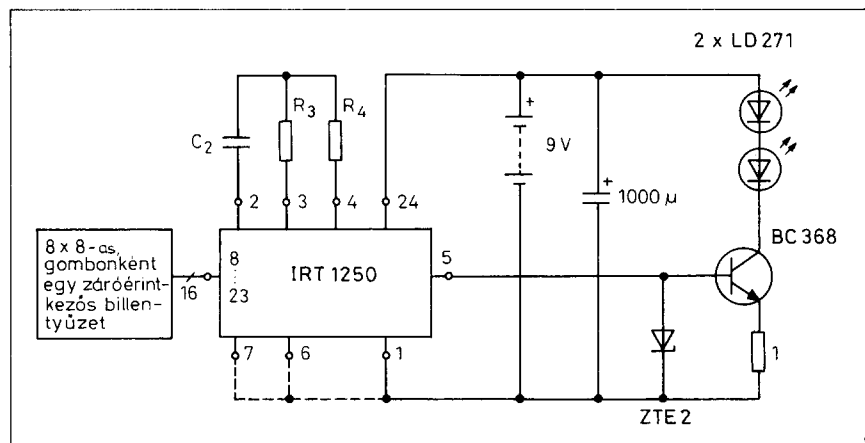 2 x LD 271
C2
R3
R4
+
9 V
+
1000 µ
BC 368
2
3
4
24
8 x 8-as,
gombonként
egy záróérint-
kezős billen-
tyűzet
16
8
23
IRT 1250
5
7
6
1
1
ZTE 2